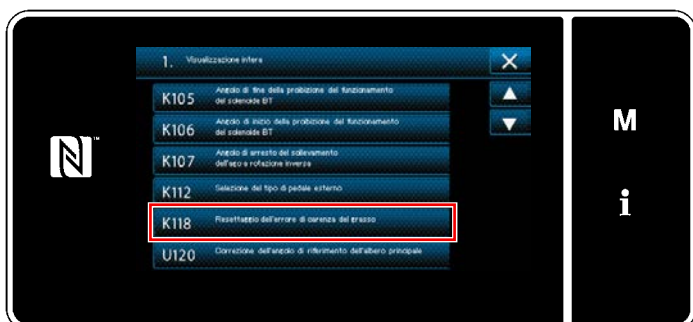 1. Visualizzazione intera
K105 Angolo di fine della proibizione del funzionamento
del solenoide BT
K106 Angolo di inizio della proibizione del funzionamento
del solenoide BT
K107 Angolo di arresto del sollevamento
dell'ago a rotazione inversa
K112 Selezione del tipo di pedale esterno
K118 Resettaggio dell'errore di carenza del grasso
U120 Correzione dell'angolo di riferimento dell'albero principale
M
i